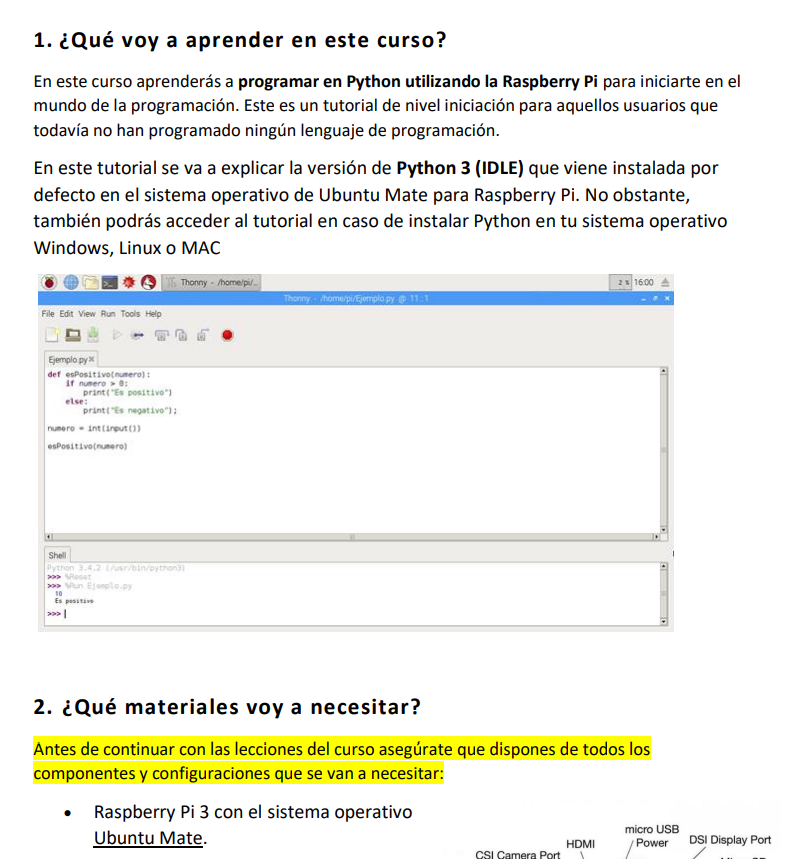 1. ¿Qué voy a aprender en este curso?
En este curso aprenderás a programar en Python utilizando la Raspberry Pi para iniciarte en el
mundo de la programación. Este es un tutorial de nivel iniciación para aquellos usuarios que
todavía no han programado ningún lenguaje de programación.
En este tutorial se va a explicar la versión de Python 3 (IDLE) que viene instalada por
defecto en el sistema operativo de Ubuntu Mate para Raspberry Pi. No obstante,
también podrás acceder al tutorial en caso de instalar Python en tu sistema operativo
Windows, Linux o MAC
Thonny - /home/pi/.. 2 % 16:00
Thonny - /home/pi/Ejemplo.py @ 11 : 1
File Edit View Run Tools Help
Ejemplo.py
def esPositivo(numero):
if numero > 0:
print("Es positivo")
else:
print("Es negativo");
numero = int(input())
esPositivo(numero)
Shell
Python 3.4.2 (/usr/bin/python3)
>>> %Reset
>>> %Run Ejemplo.py
10
Es positivo
>>>
2. ¿Qué materiales voy a necesitar?
Antes de continuar con las lecciones del curso asegúrate que dispones de todos los
componentes y configuraciones que se van a necesitar:
• Raspberry Pi 3 con el sistema operativo
Ubuntu Mate.
micro USB
Power
DSI Display Port
HDMI
CSI Camera Port